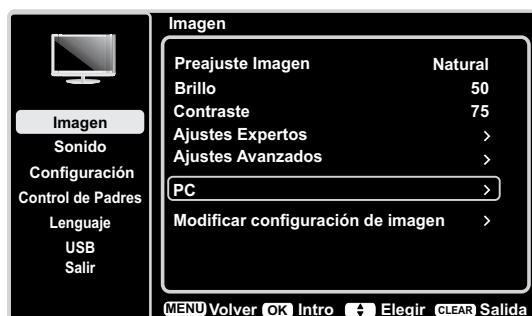 Imagen
Sonido
Configuración
Control de Padres
Lenguaje
USB
Salir
Imagen
Preajuste Imagen Natural
Brillo 50
Contraste 75
Ajustes Expertos >
Ajustes Avanzados >
PC >
Modificar configuración de imagen >
MENU Volver OK Intro Elegir CLEAR Salida